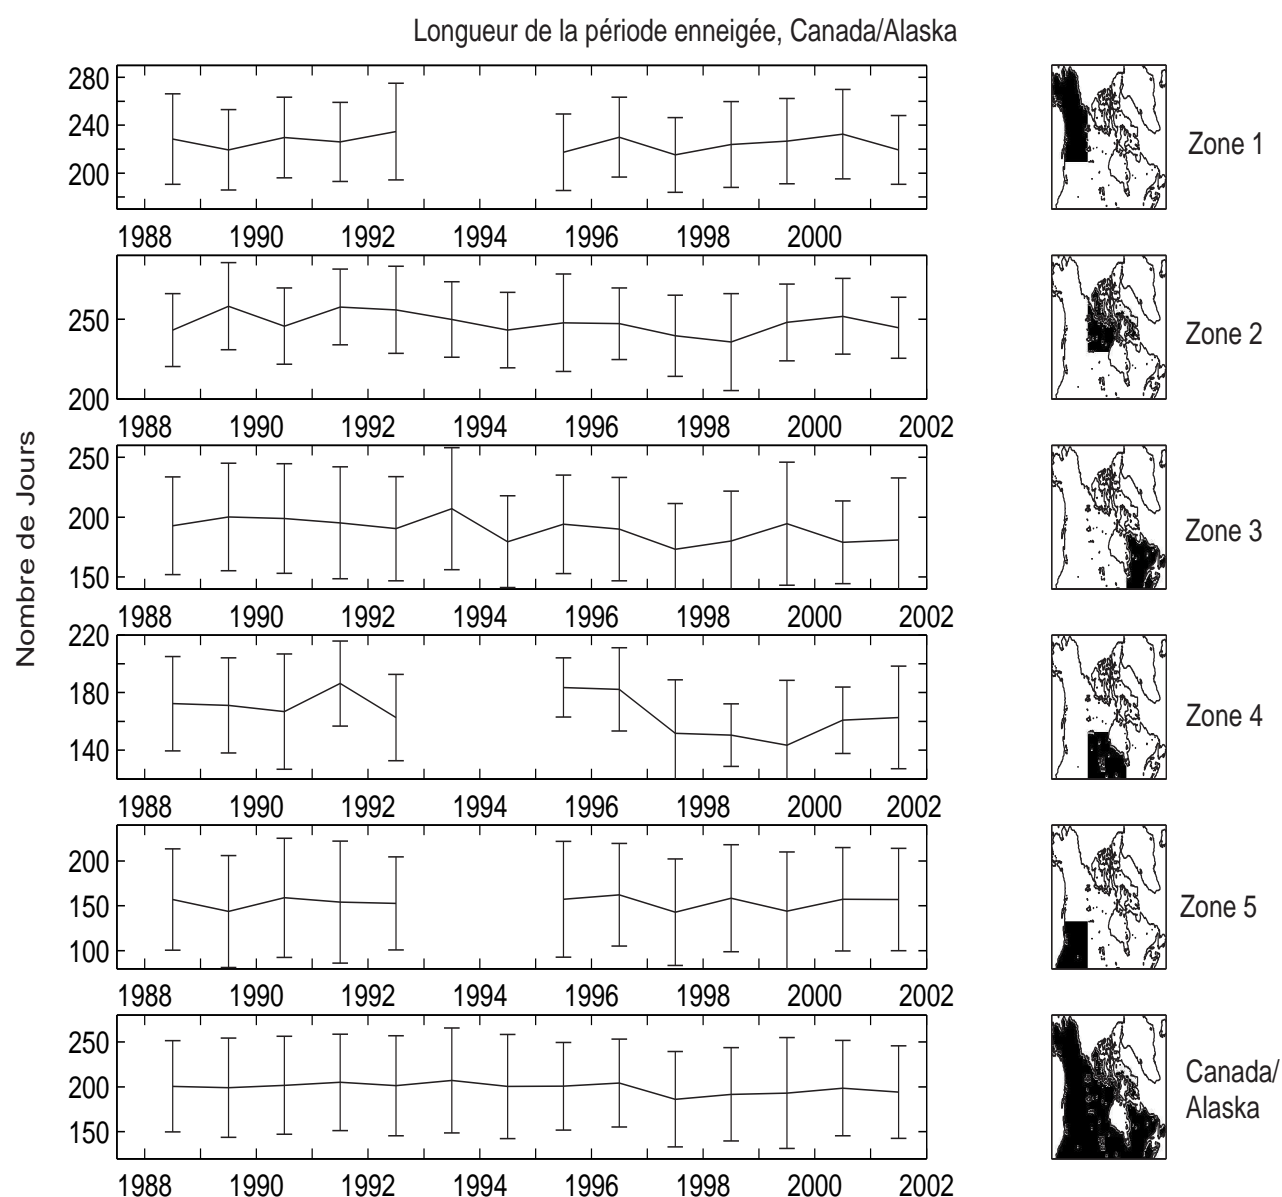 Longueur de la période enneigée, Canada/Alaska
Nombre de Jours
280
240
200
1988 1990 1992 1994 1996 1998 2000
Zone 1
250
200
1988 1990 1992 1994 1996 1998 2000 2002
Zone 2
250
200
150
1988 1990 1992 1994 1996 1998 2000
Zone 3
220
180
140
1988 1990 1992 1994 1996 1998 2000 2002
Zone 4
200
150
100
1988 1990 1992 1994 1996 1998 2000 2002
Zone 5
250
200
150
1988 1990 1992 1994 1996 1998 2000 2002
Canada/
Alaska